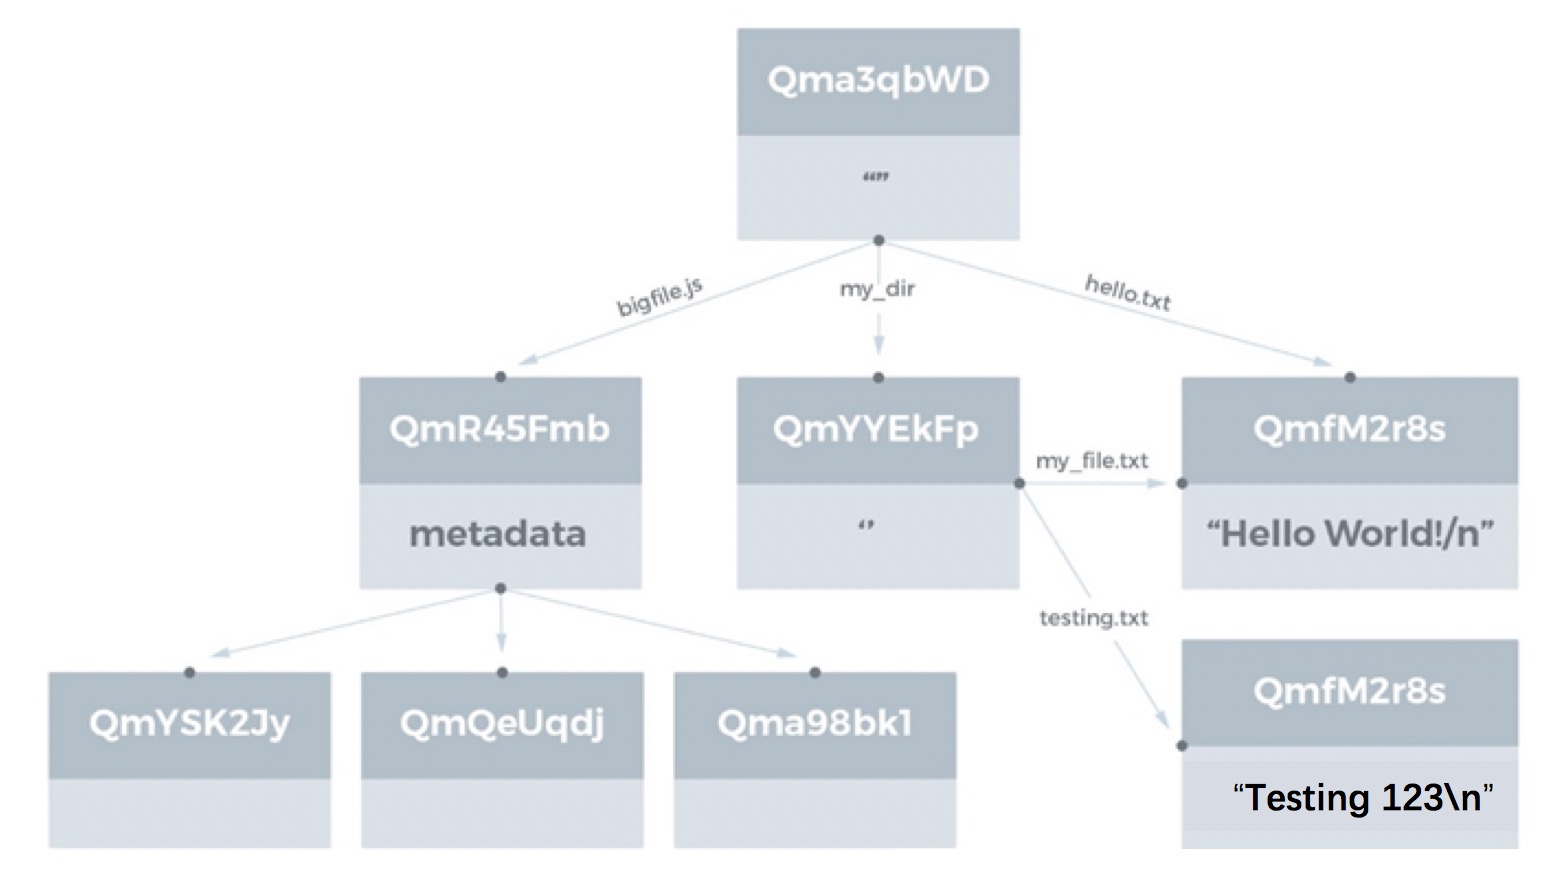 Qma3qbWD
“”
bigfile.js
my_dir
hello.txt
QmR45Fmb
metadata
QmYYEkFp
‘’
my_file.txt
QmfM2r8s
“Hello World!/n”
testing.txt
QmfM2r8s
“Testing 123\n”
QmYSK2Jy
QmQeUqdj
Qma98bk1